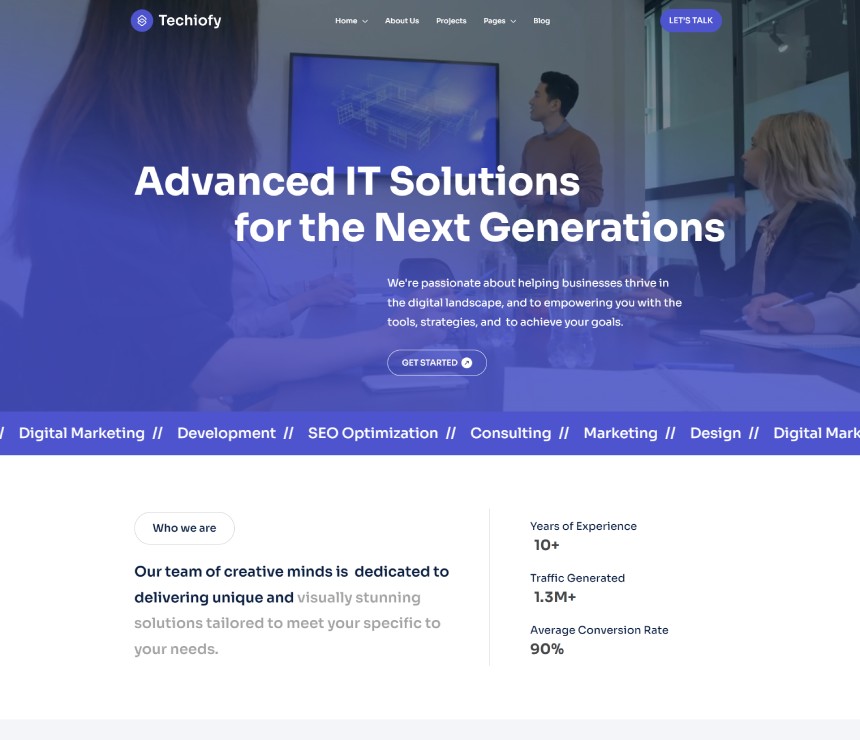 Techiofy
Home
About Us
Projects
Pages
Blog
LET'S TALK
Advanced IT Solutions
for the Next Generations
We're passionate about helping businesses thrive in
the digital landscape, and to empowering you with the
tools, strategies, and to achieve your goals.
GET STARTED
// Digital Marketing // Development // SEO Optimization // Consulting // Marketing // Design // Digital Mark
Who we are
Our team of creative minds is dedicated to
delivering unique and visually stunning
solutions tailored to meet your specific to
your needs.
Years of Experience
10+
Traffic Generated
1.3M+
Average Conversion Rate
90%